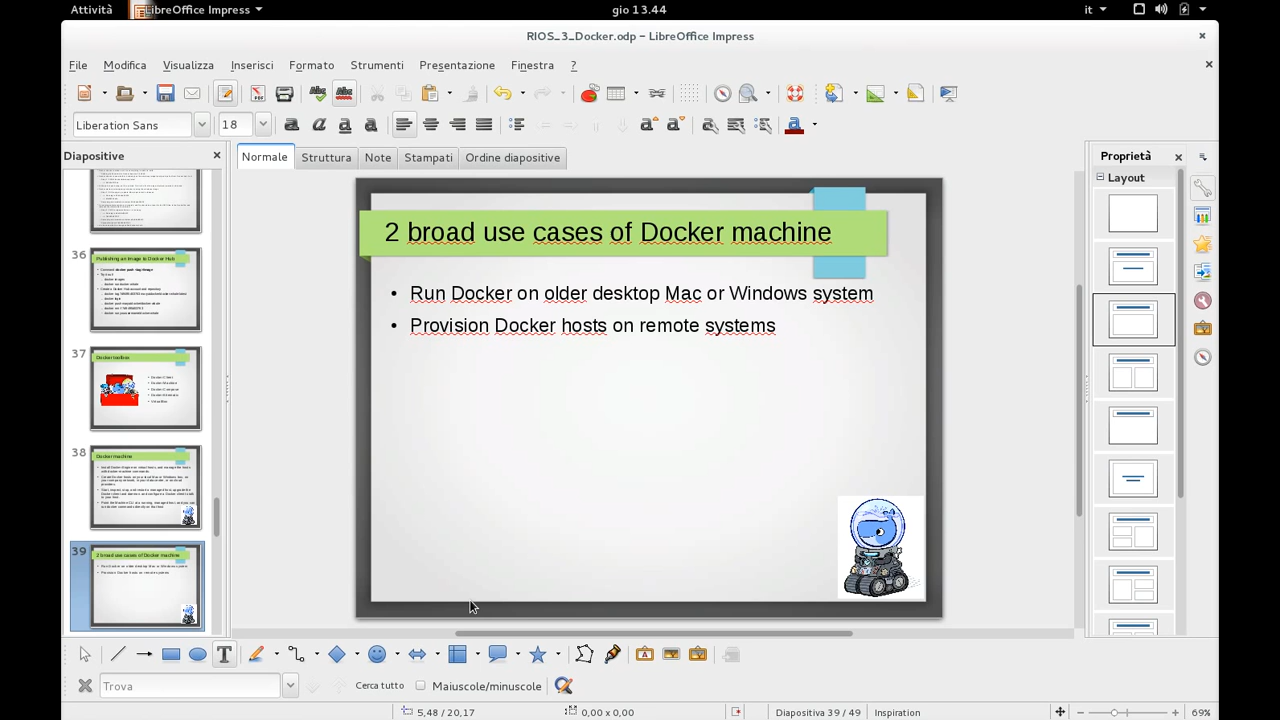 Attività
LibreOffice Impress
gio 13.44
it
RIOS_3_Docker.odp – LibreOffice Impress
File Modifica Visualizza Inserisci Formato Strumenti Presentazione Finestra ?
Liberation Sans
18
Diapositive
Normale Struttura Note Stampati Ordine diapositive
Proprietà
Layout
36
Publishing an image to Docker Hub
37
Docker toolbox
38
Docker machine
39
2 broad use cases of Docker machine
2 broad use cases of Docker machine
• Run Docker on older desktop Mac or Windows system
• Provision Docker hosts on remote systems
Trova
Cerca tutto
Maiuscole/minuscole
5,48 / 20,17
0,00 x 0,00
Diapositiva 39 / 49
Inspiration
69%